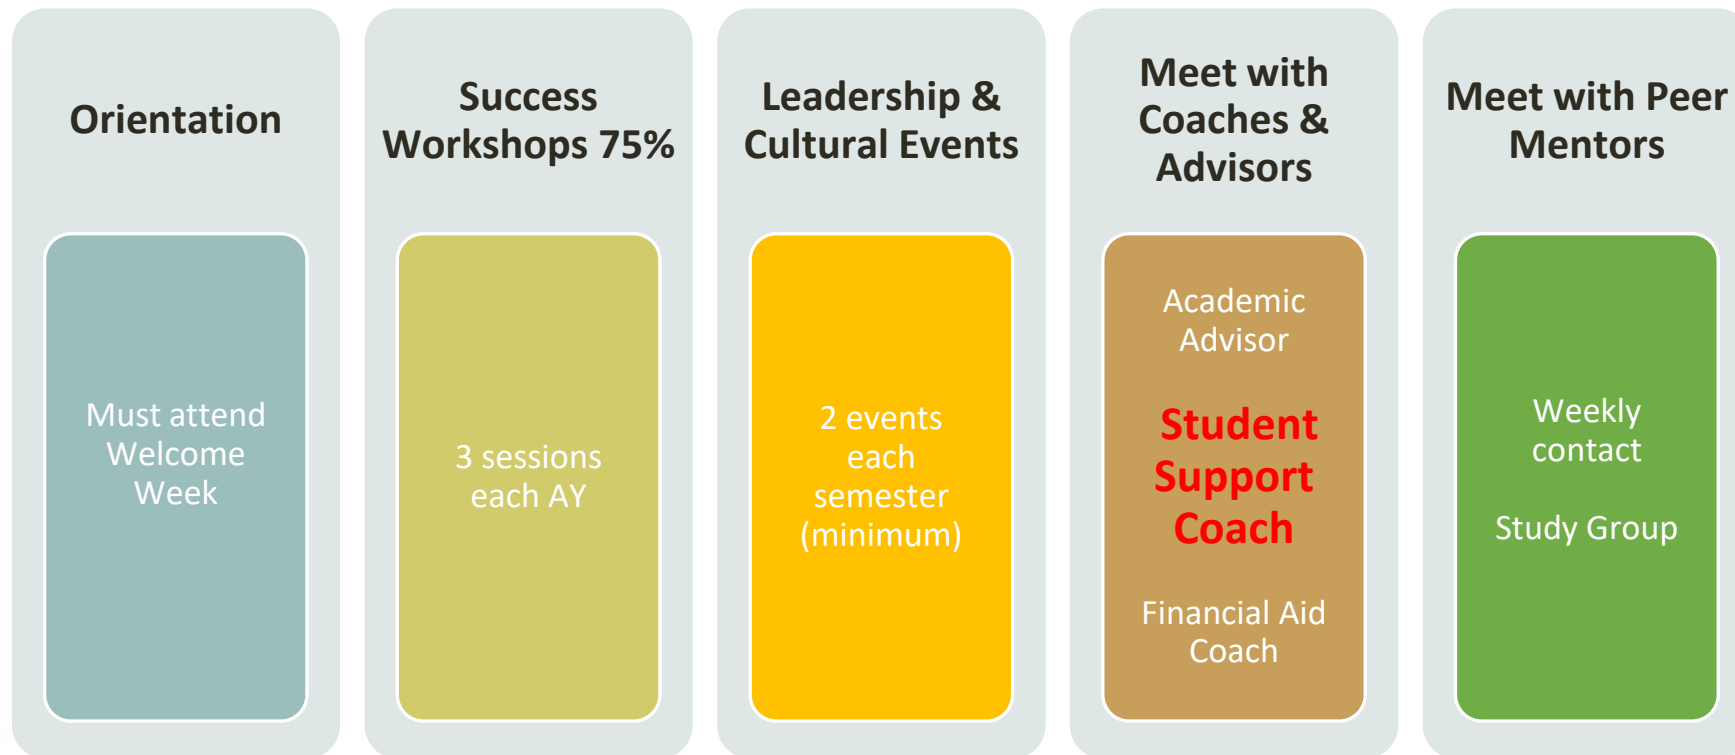 Orientation
Must attend
Welcome
Week
Success
Workshops 75%
3 sessions
each AY
Leadership &
Cultural Events
2 events
each
semester
(minimum)
Meet with
Coaches &
Advisors
Academic
Advisor
Student
Support
Coach
Financial Aid
Coach
Meet with Peer
Mentors
Weekly
contact
Study Group